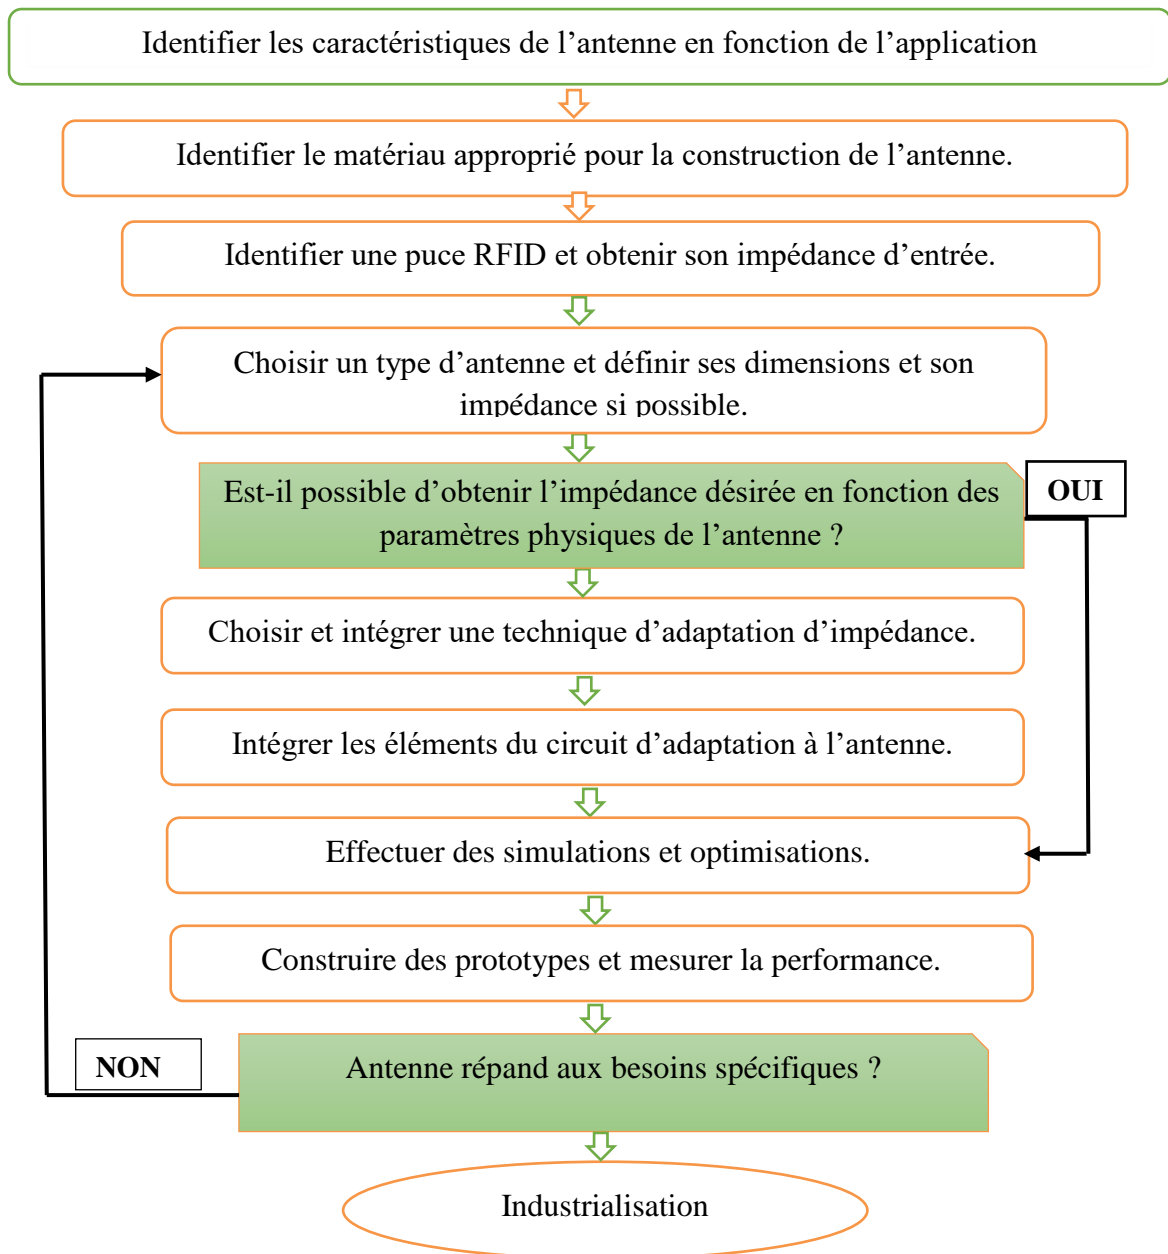 Identifier les caractéristiques de l’antenne en fonction de l’application
Identifier le matériau approprié pour la construction de l’antenne.
Identifier une puce RFID et obtenir son impédance d’entrée.
Choisir un type d’antenne et définir ses dimensions et son
impédance si possible.
Est-il possible d’obtenir l’impédance désirée en fonction des
paramètres physiques de l’antenne ?
OUI
Choisir et intégrer une technique d’adaptation d’impédance.
Intégrer les éléments du circuit d’adaptation à l’antenne.
Effectuer des simulations et optimisations.
Construire des prototypes et mesurer la performance.
NON
Antenne répand aux besoins spécifiques ?
Industrialisation